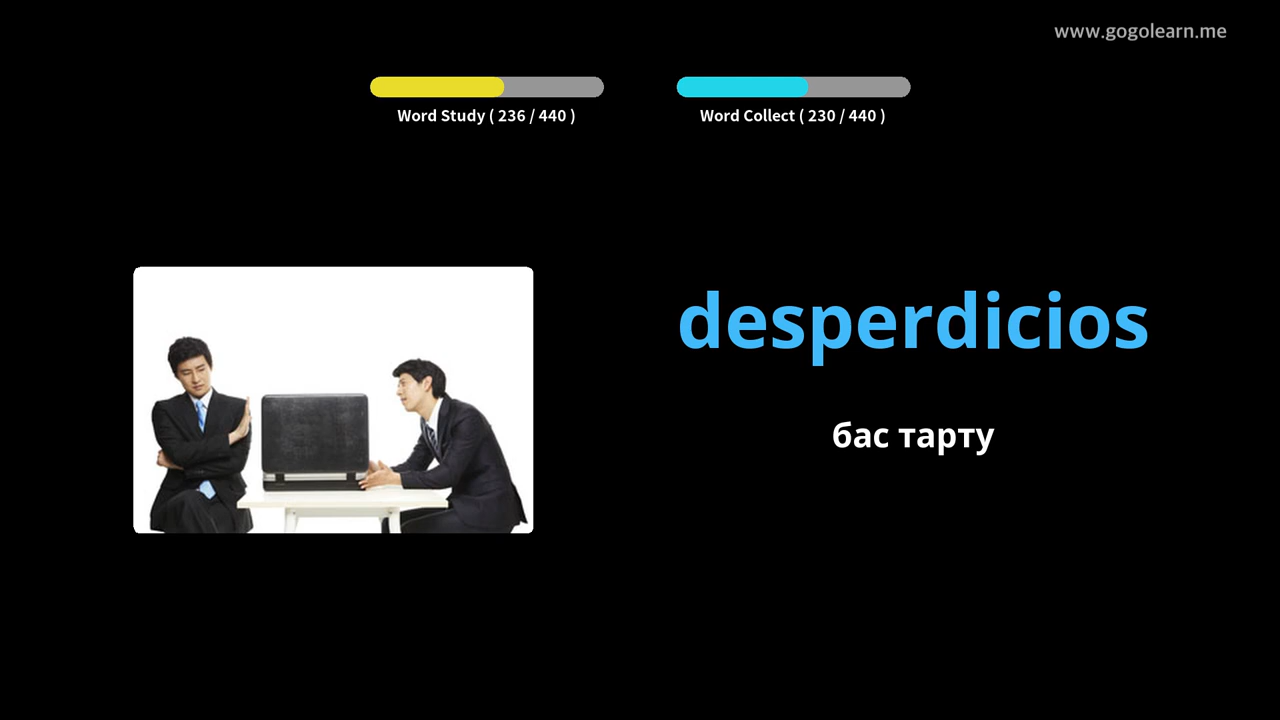 www.gogolearn.me
Word Study ( 236 / 440 )
Word Collect ( 230 / 440 )
desperdicios
бас тарту